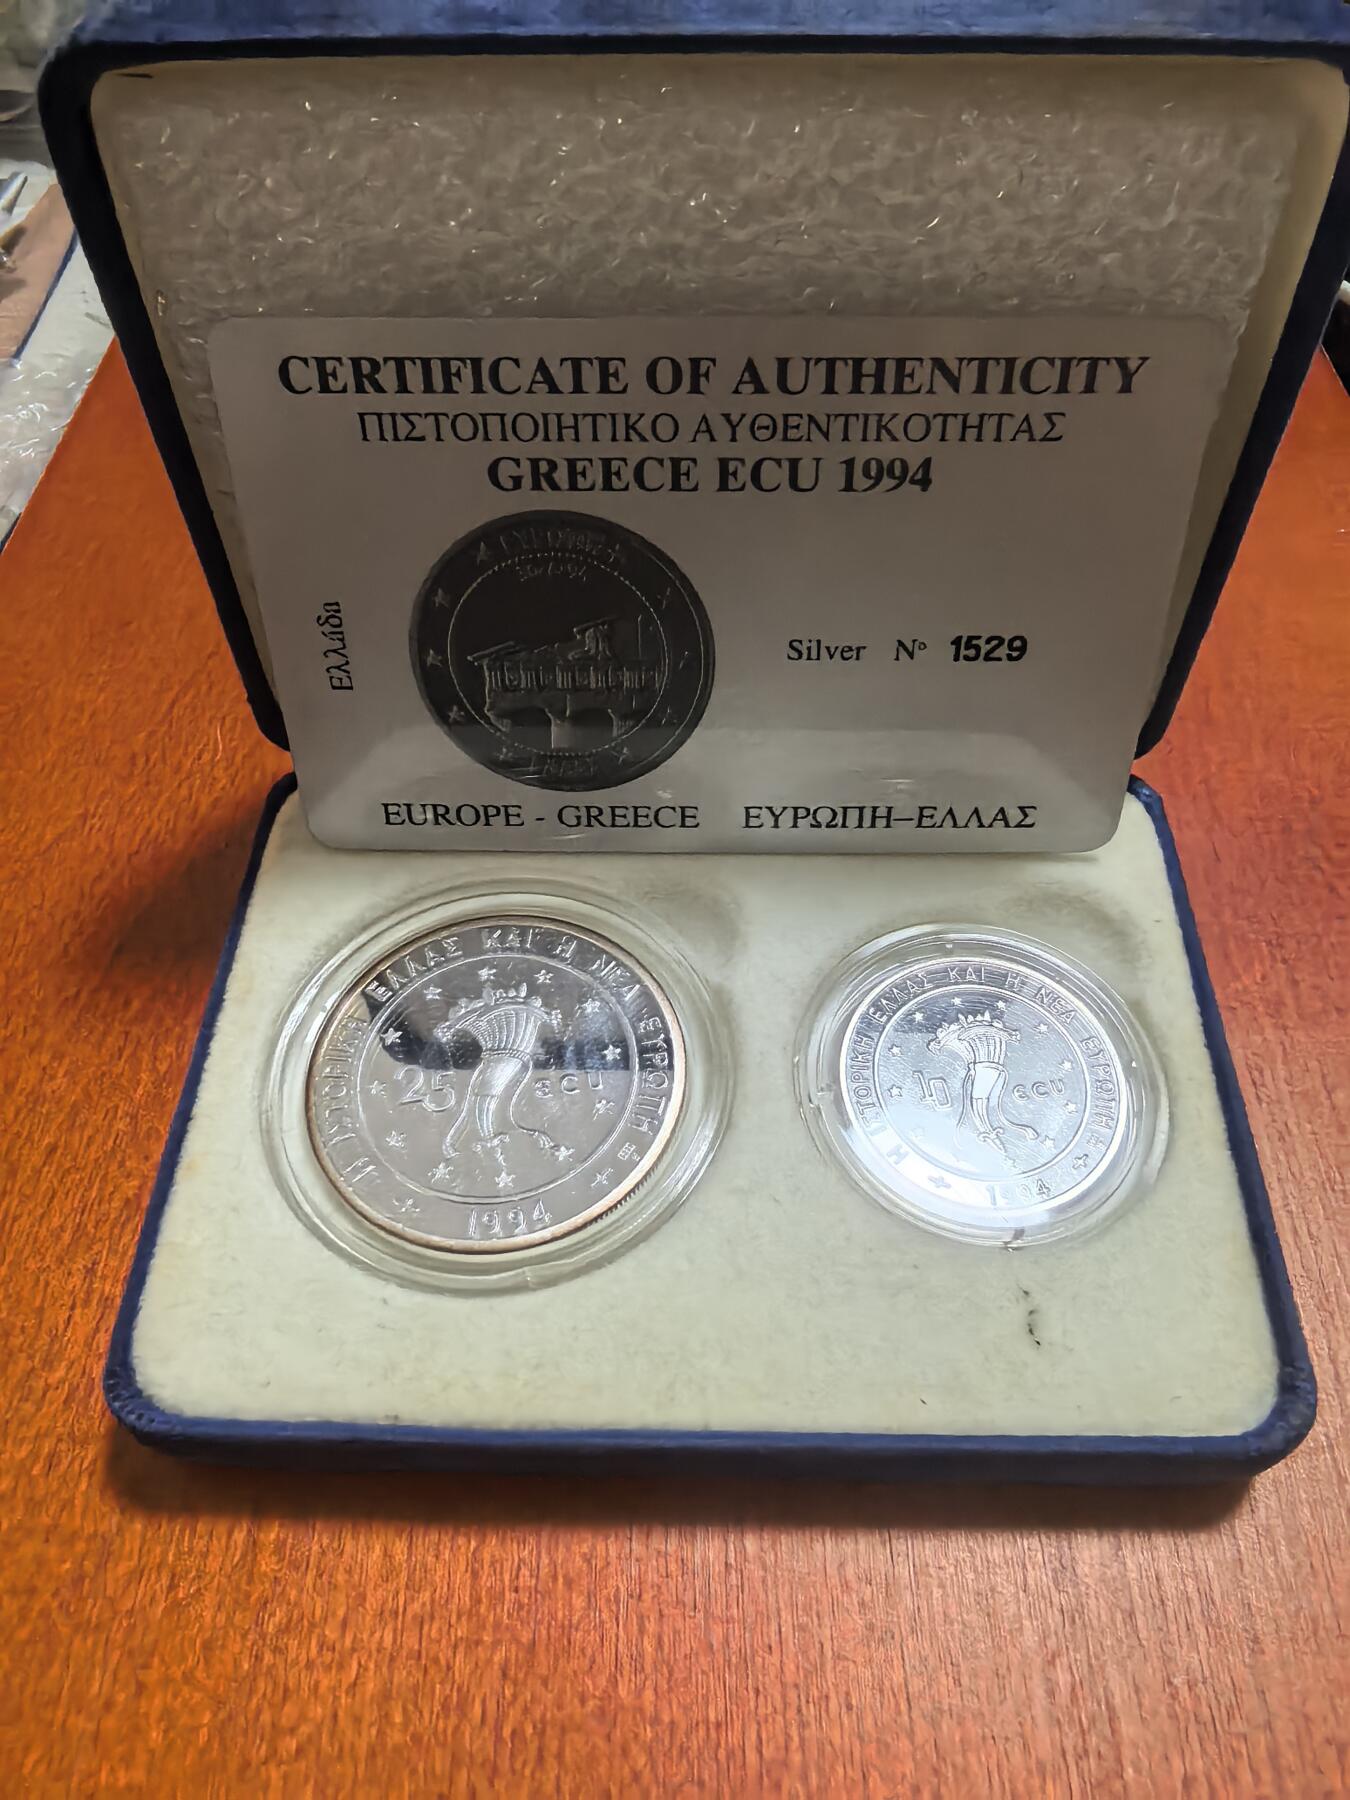 CERTIFICATE OF AUTHENTICITY
ΠΙΣΤΟΠΟΙΗΤΙΚΟ ΑΥΘΕΝΤΙΚΟΤΗΤΑΣ
GREECE ECU 1994
Ελλάδα
Silver Nº 1529
EUROPE - GREECE ΕΥΡΩΠΗ–ΕΛΛΑΣ
Η ΙΣΤΟΡΙΚΗ ΕΛΛΑΣ ΚΑΙ Η ΝΕΑ ΕΥΡΩΠΗ
25 ECU
1994
Η ΙΣΤΟΡΙΚΗ ΕΛΛΑΣ ΚΑΙ Η ΝΕΑ ΕΥΡΩΠΗ
10 ECU
1994